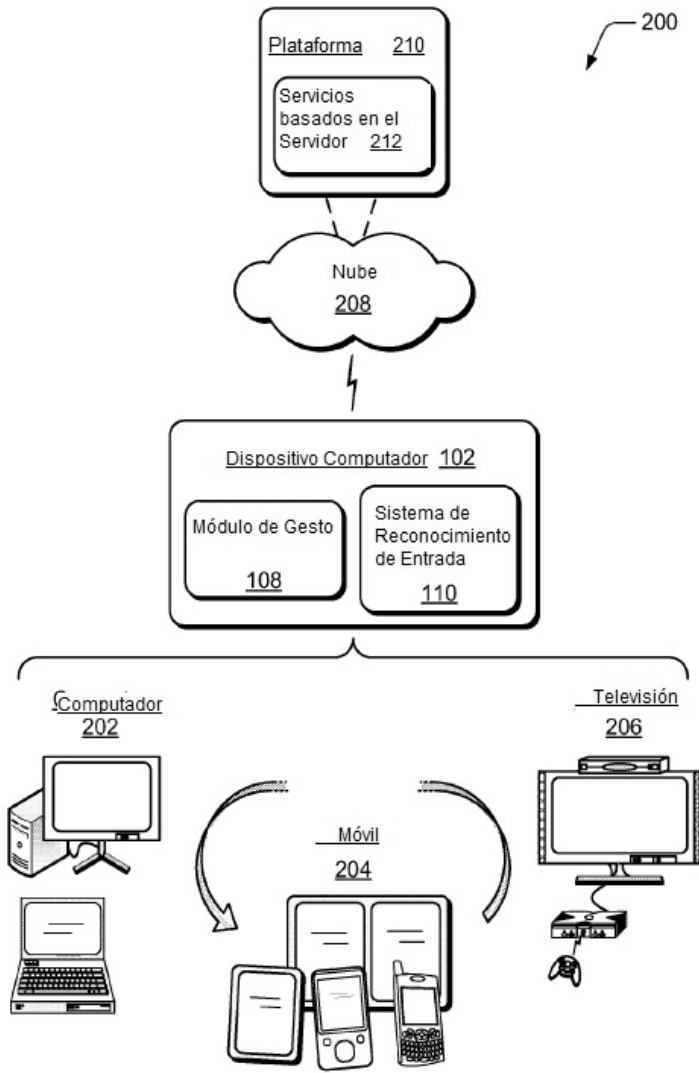 200
Plataforma 210
Servicios
basados en el
Servidor 212
Nube
208
Dispositivo Computador 102
Módulo de Gesto
108
Sistema de
Reconocimiento
de Entrada
110
Computador
202
Móvil
204
Televisión
206